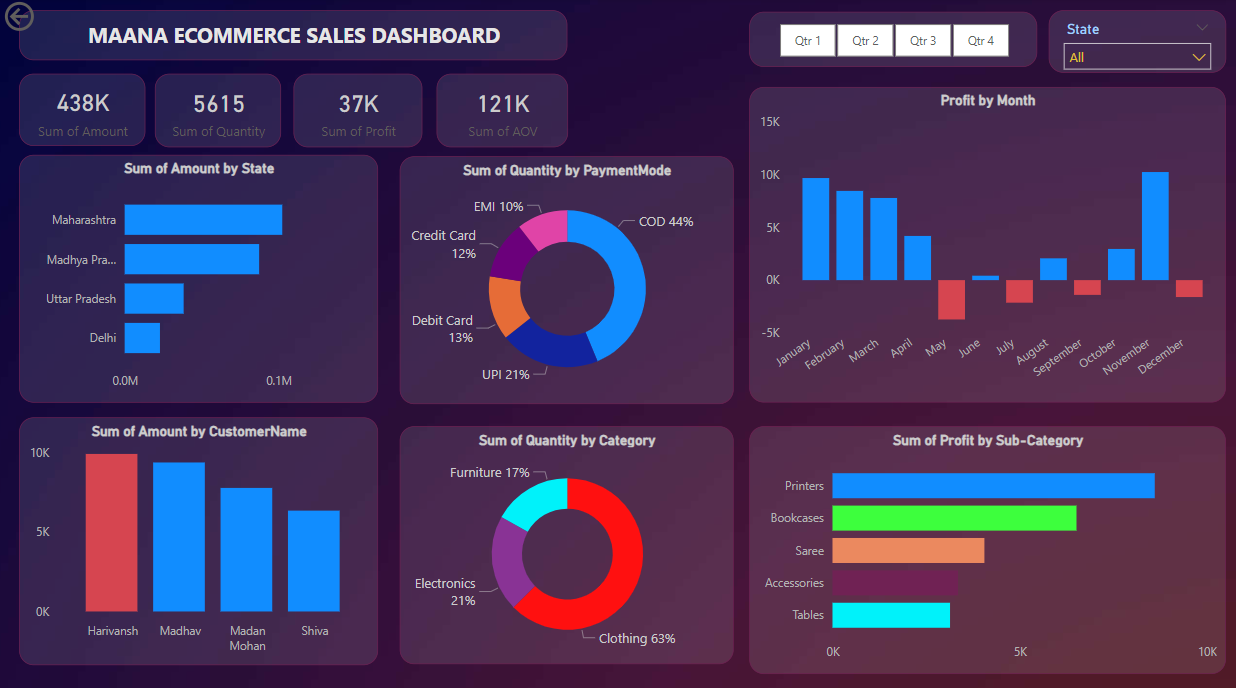 MAANA ECOMMERCE SALES DASHBOARD
Qtr 1
Qtr 2
Qtr 3
Qtr 4
State
All
438K
Sum of Amount
5615
Sum of Quantity
37K
Sum of Profit
121K
Sum of AOV
Sum of Amount by State
Maharashtra
Madhya Pra...
Uttar Pradesh
Delhi
0.0M
0.1M
Sum of Quantity by PaymentMode
EMI 10%
COD 44%
Credit Card
12%
Debit Card
13%
UPI 21%
Profit by Month
15K
10K
5K
0K
-5K
January
February
March
April
May
June
July
August
September
October
November
December
Sum of Amount by CustomerName
10K
5K
0K
Harivansh
Madhav
Madan
Mohan
Shiva
Sum of Quantity by Category
Furniture 17%
Electronics
21%
Clothing 63%
Sum of Profit by Sub-Category
Printers
Bookcases
Saree
Accessories
Tables
0K
5K
10K